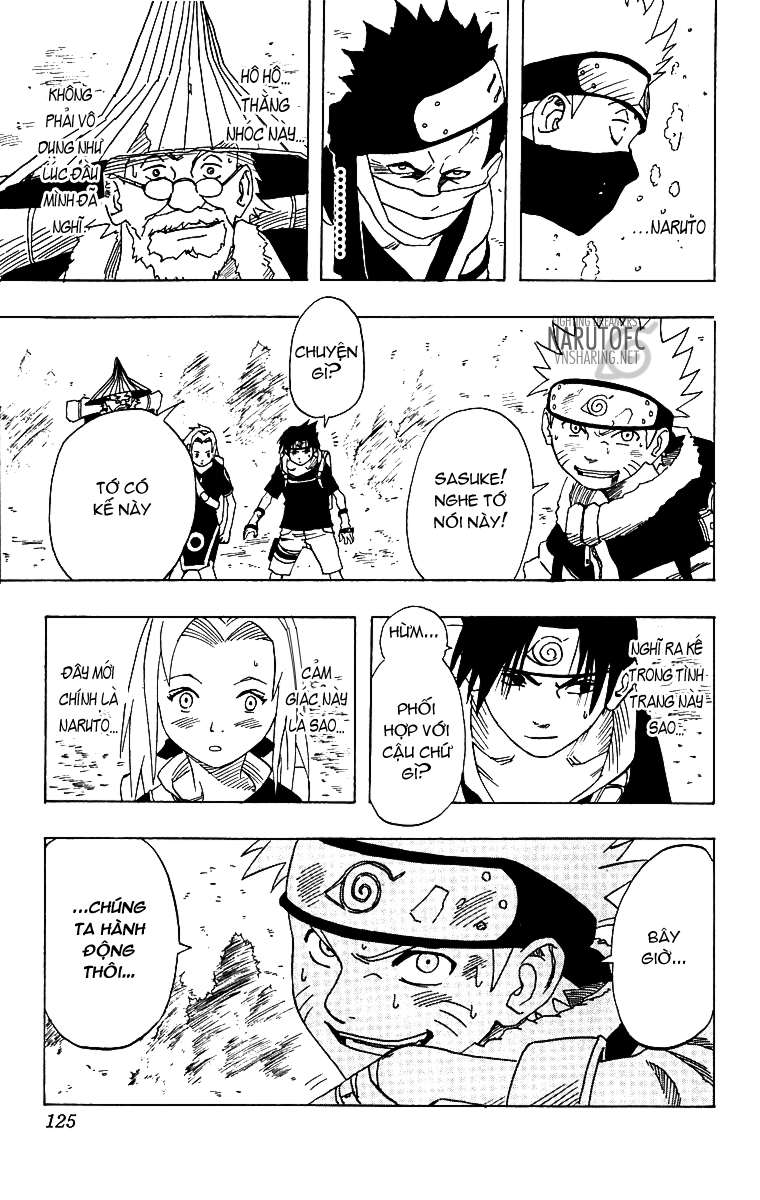 ...NARUTO
HÔ HÔ...
THẰNG
NHÓC NÀY...
KHÔNG
PHẢI VÔ
DỤNG NHƯ
LÚC ĐẦU
MÌNH ĐÃ
NGHĨ
FIGHTING DREAMERS
NARUTOFC
VNSHARING.NET
SASUKE!
NGHE TỚ
NÓI NÀY!
CHUYỆN
GÌ?
TỚ CÓ
KẾ NÀY
NGHĨ RA KẾ
TRONG TÌNH
TRẠNG NÀY
SAO...
HỪM...
PHỐI
HỢP VỚI
CẬU CHỨ
GÌ?
CẢM
GIÁC NÀY
LÀ SAO...
ĐÂY MỚI
CHÍNH LÀ
NARUTO...
BÂY
GIỜ...
...CHÚNG
TA HÀNH
ĐỘNG
THÔI...
125